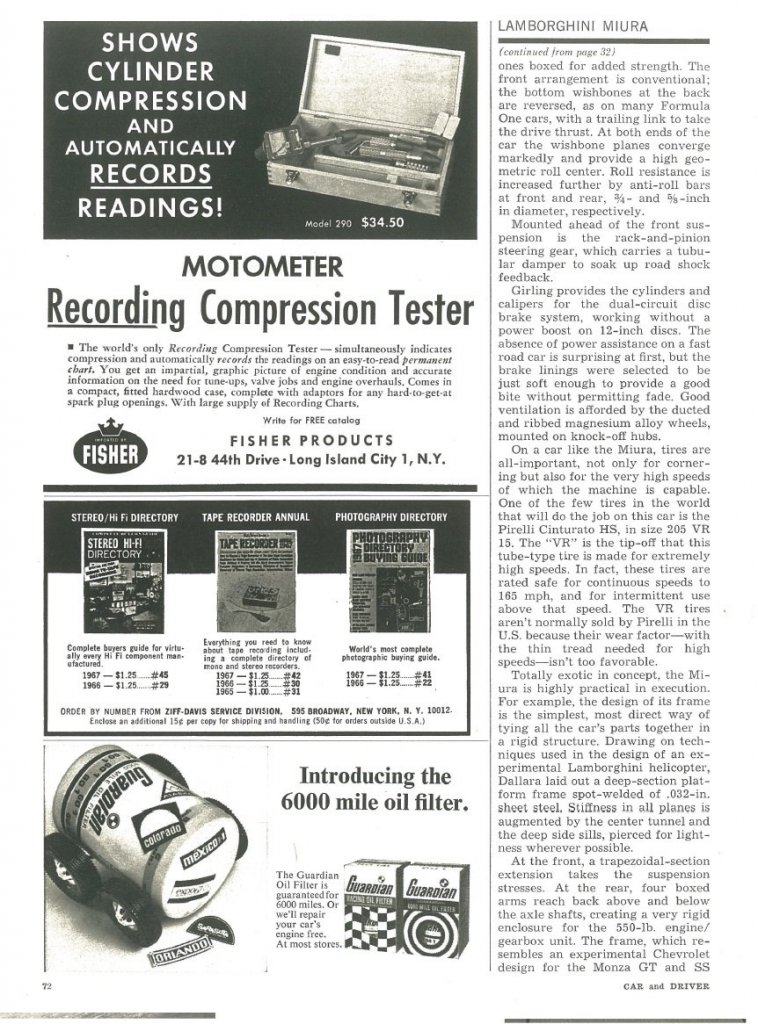 SHOWS
CYLINDER
COMPRESSION
AND
AUTOMATICALLY
RECORDS
READINGS!
Model 290 $34.50
MOTOMETER
Recording Compression Tester
■ The world's only Recording Compression Tester — simultaneously indicates
compression and automatically records the readings on an easy-to-read permanent
chart. You get an impartial, graphic picture of engine condition and accurate
information on the need for tune-ups, valve jobs and engine overhauls. Comes in
a compact, fitted hardwood case, complete with adaptors for any hard-to-get-at
spark plug openings. With large supply of Recording Charts.
Write for FREE catalog
IMPORTED BY
FISHER
FISHER PRODUCTS
21-8 44th Drive · Long Island City 1, N.Y.
STEREO/Hi Fi DIRECTORY
STEREO HI-FI
DIRECTORY
Complete buyers guide for virtu-
ally every Hi Fi component man-
ufactured.
1967 — $1.25 ......#45
1966 — $1.25......#29
TAPE RECORDER ANNUAL
TAPE RECORDER
Everything you need to know
about tape recording includ-
ing a complete directory of
mono and stereo recorders.
1967 — $1.25......#42
1966 — $1.25......#30
1965 — $1.00......#31
PHOTOGRAPHY DIRECTORY
1967
PHOTOGRAPHY
DIRECTORY
BUYING GUIDE
World's most complete
photographic buying guide.
1967 — $1.25......#41
1966 — $1.25......#22
ORDER BY NUMBER FROM ZIFF-DAVIS SERVICE DIVISION, 595 BROADWAY, NEW YORK, N. Y. 10012.
Enclose an additional 15¢ per copy for shipping and handling (50¢ for orders outside U.S.A.)
Guardian
colorado
mexico
expo67
ORLANDO
Introducing the
6000 mile oil filter.
The Guardian
Oil Filter is
guaranteed for
6000 miles. Or
we'll repair
your car's
engine free.
At most stores.
Guardian
RACING OIL FILTER
Guardian
6000 MILE OIL FILTER
72
LAMBORGHINI MIURA
(continued from page 32)
ones boxed for added strength. The
front arrangement is conventional;
the bottom wishbones at the back
are reversed, as on many Formula
One cars, with a trailing link to take
the drive thrust. At both ends of the
car the wishbone planes converge
markedly and provide a high geo-
metric roll center. Roll resistance is
increased further by anti-roll bars
at front and rear, ¾- and ⅝-inch
in diameter, respectively.
Mounted ahead of the front sus-
pension is the rack-and-pinion
steering gear, which carries a tubu-
lar damper to soak up road shock
feedback.
Girling provides the cylinders and
calipers for the dual-circuit disc
brake system, working without a
power boost on 12-inch discs. The
absence of power assistance on a fast
road car is surprising at first, but the
brake linings were selected to be
just soft enough to provide a good
bite without permitting fade. Good
ventilation is afforded by the ducted
and ribbed magnesium alloy wheels,
mounted on knock-off hubs.
On a car like the Miura, tires are
all-important, not only for corner-
ing but also for the very high speeds
of which the machine is capable.
One of the few tires in the world
that will do the job on this car is the
Pirelli Cinturato HS, in size 205 VR
15. The "VR" is the tip-off that this
tube-type tire is made for extremely
high speeds. In fact, these tires are
rated safe for continuous speeds to
165 mph, and for intermittent use
above that speed. The VR tires
aren't normally sold by Pirelli in the
U.S. because their wear factor—with
the thin tread needed for high
speeds—isn't too favorable.
Totally exotic in concept, the Mi-
ura is highly practical in execution.
For example, the design of its frame
is the simplest, most direct way of
tying all the car's parts together in
a rigid structure. Drawing on tech-
niques used in the design of an ex-
perimental Lamborghini helicopter,
Dallara laid out a deep-section plat-
form frame spot-welded of .032-in.
sheet steel. Stiffness in all planes is
augmented by the center tunnel and
the deep side sills, pierced for light-
ness wherever possible.
At the front, a trapezoidal-section
extension takes the suspension
stresses. At the rear, four boxed
arms reach back above and below
the axle shafts, creating a very rigid
enclosure for the 550-lb. engine/
gearbox unit. The frame, which re-
sembles an experimental Chevrolet
design for the Monza GT and SS
CAR and DRIVER